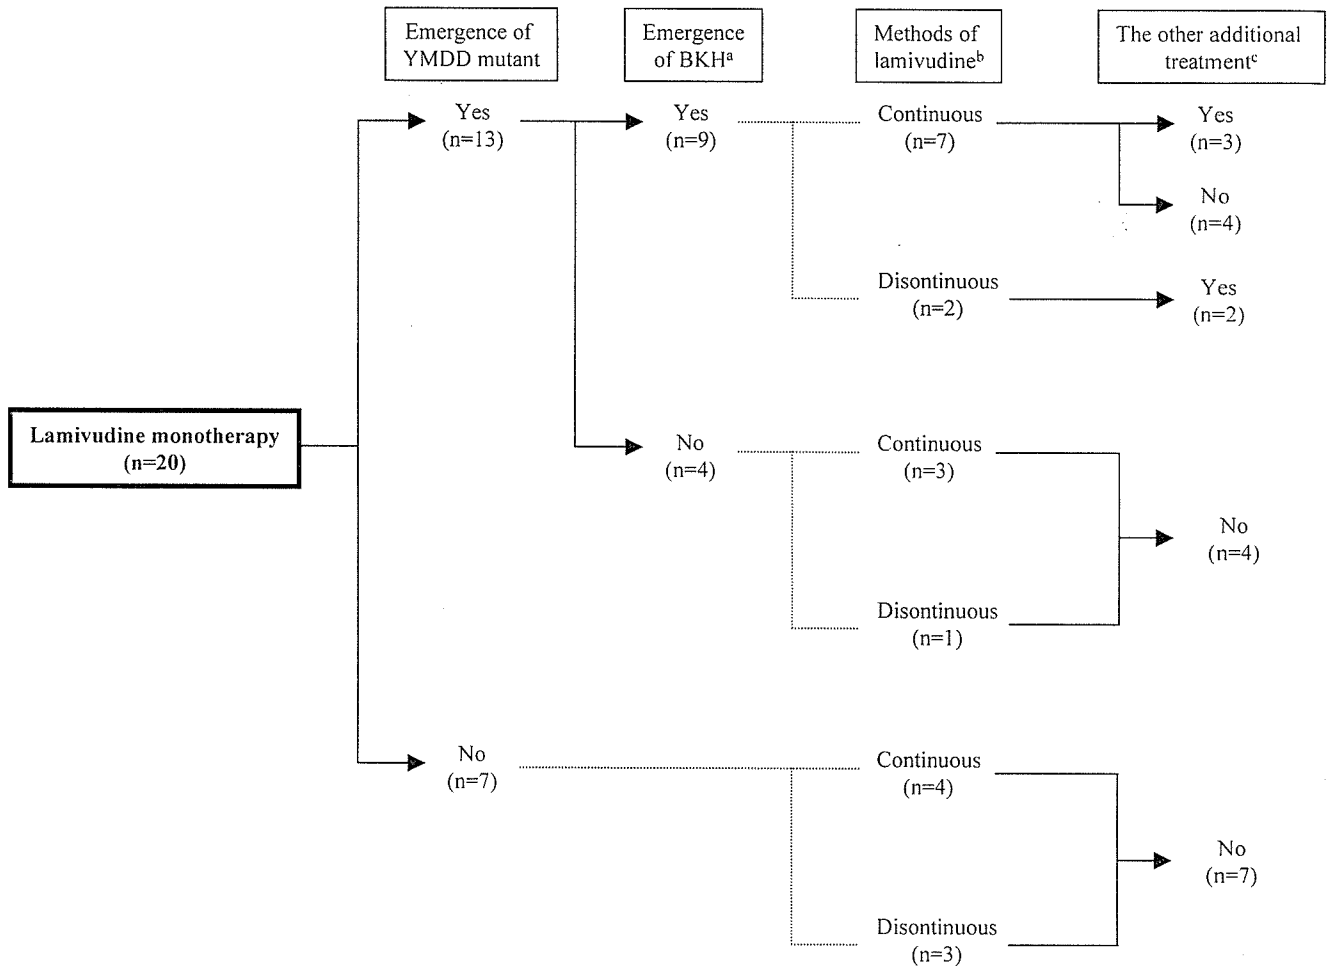 Emergence of
YMDD mutant
Emergence
of BKHᵃ
Methods of
lamivudineᵇ
The other additional
treatmentᶜ
Yes
(n=13)
Yes
(n=9)
Continuous
(n=7)
Yes
(n=3)
No
(n=4)
Disontinuous
(n=2)
Yes
(n=2)
Lamivudine monotherapy
(n=20)
No
(n=4)
Continuous
(n=3)
No
(n=4)
Disontinuous
(n=1)
No
(n=7)
Continuous
(n=4)
No
(n=7)
Disontinuous
(n=3)